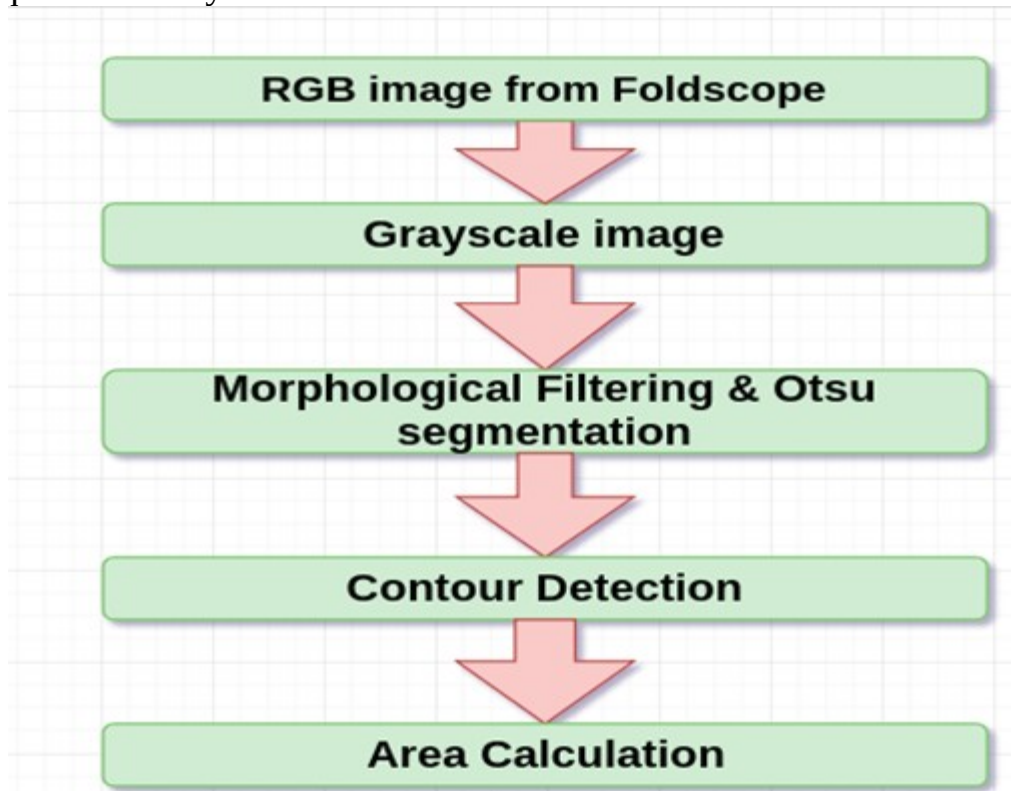 RGB image from Foldscope
Grayscale image
Morphological Filtering & Otsu
segmentation
Contour Detection
Area Calculation